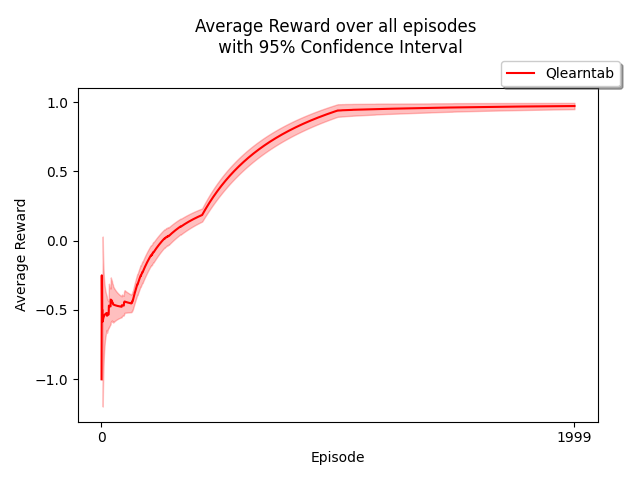 Average Reward over all episodes
with 95% Confidence Interval
Qlearntab
1.0
0.5
0.0
−0.5
−1.0
Average Reward
0
1999
Episode